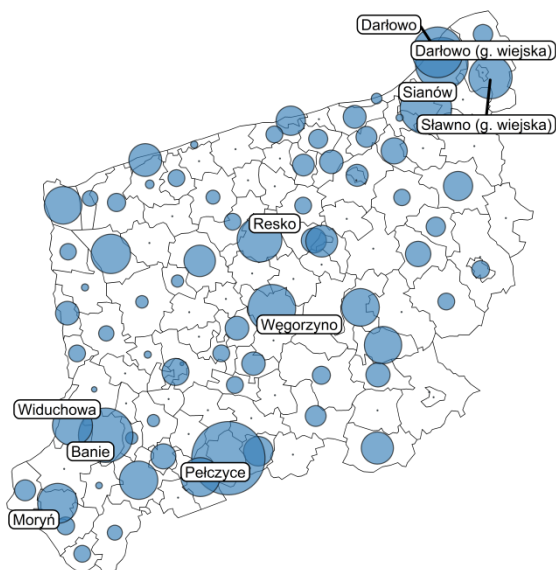 Darłowo
Darłowo (g. wiejska)
Sianów
Sławno (g. wiejska)
Resko
Węgorzyno
Widuchowa
Banie
Pełczyce
Moryń